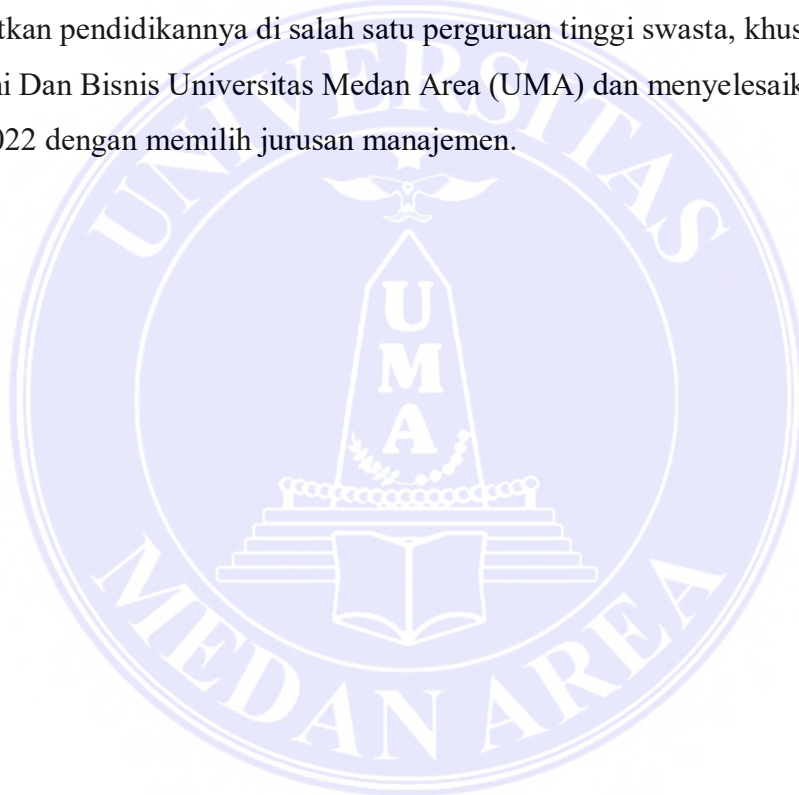 tkan pendidikannya di salah satu perguruan tinggi swasta, khus
i Dan Bisnis Universitas Medan Area (UMA) dan menyelesaik
022 dengan memilih jurusan manajemen.
UNIVERSITAS
U
M
A
MEDAN AREA